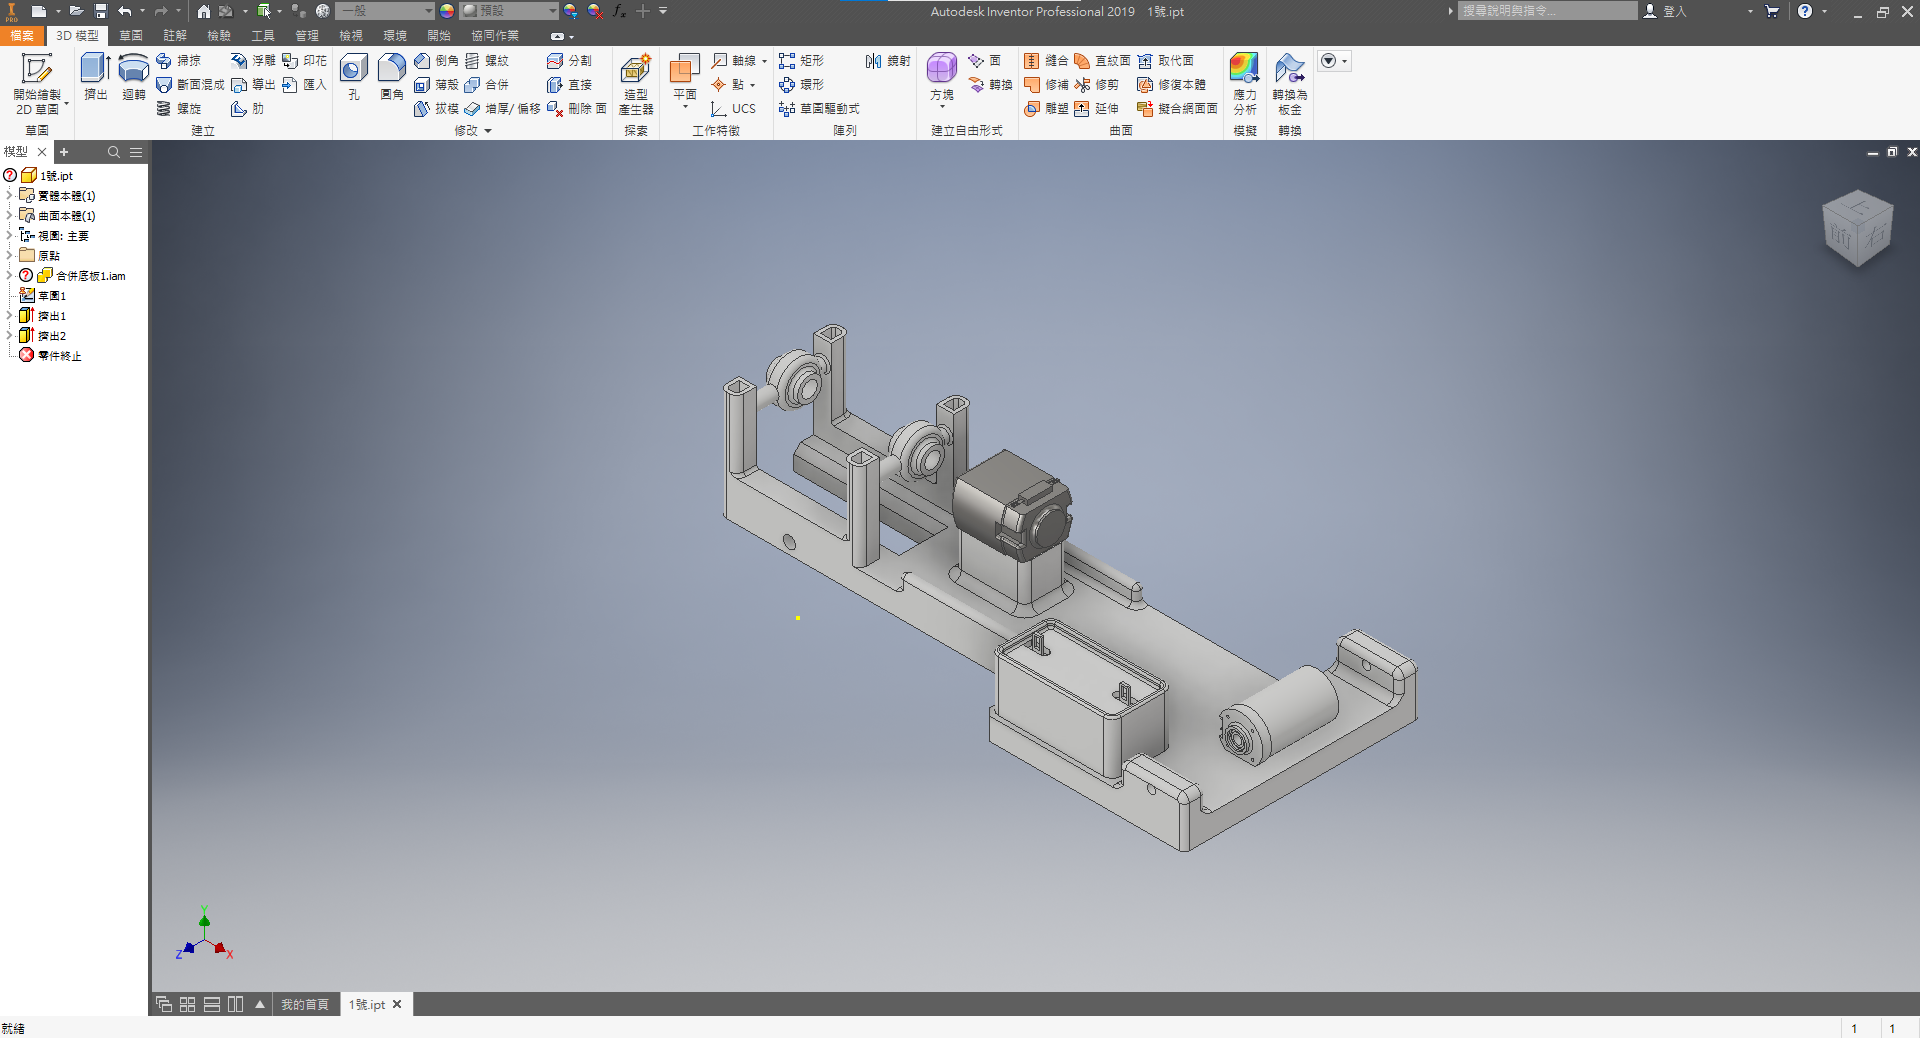 PRO 一般 預設 fx Autodesk Inventor Professional 2019 1號.ipt 搜尋說明與指令... 登入
檔案 3D 模型 草圖 註解 檢驗 工具 管理 檢視 環境 開始 協同作業
開始繪製
2D 草圖
草圖
擠出 迴轉 掃掠 浮雕 印花
斷面混成 導出 匯入
螺旋 肋
建立
孔 圓角 倒角 螺紋 分割
薄殼 合併 直接
拔模 增厚/ 偏移 刪除 面
修改
造型
產生器
探索
平面 軸線
點
UCS
工作特徵
矩形 鏡射
環形
草圖驅動式
陣列
方塊 面
轉換
建立自由形式
縫合 直紋面 取代面
修補 修剪 修復本體
雕塑 延伸 擬合網面面
曲面
應力
分析
模擬
轉換為
板金
轉換
模型
1號.ipt
實體本體(1)
曲面本體(1)
視圖: 主要
原點
合併底板1.iam
草圖1
擠出1
擠出2
零件終止
上
前 右
Y
Z X
我的首頁 1號.ipt
就緒 1 1